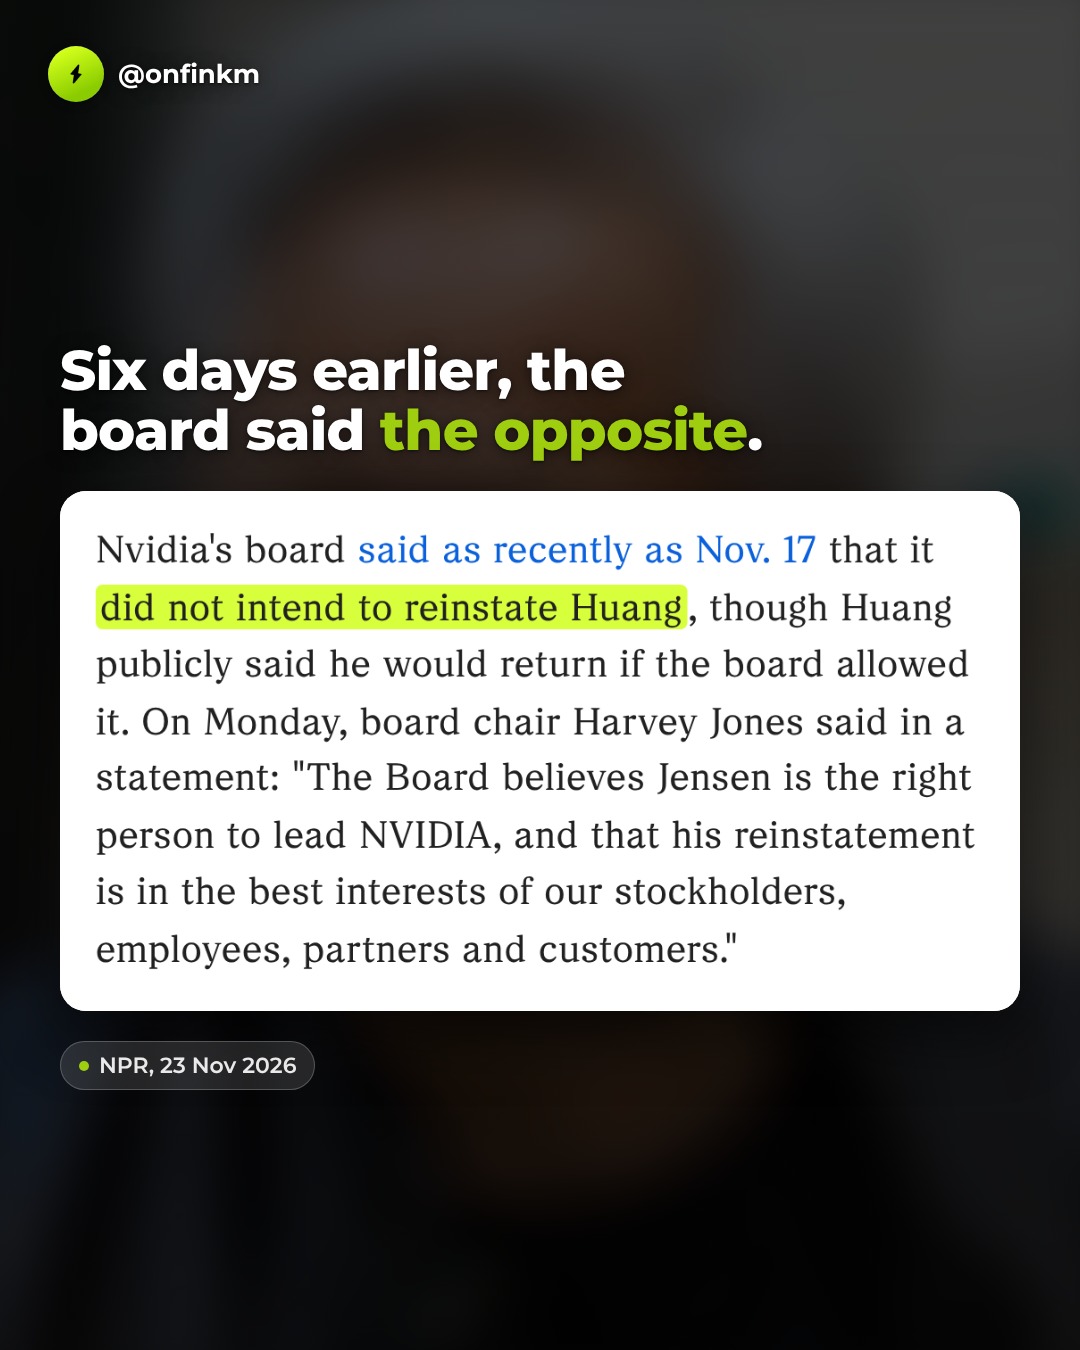 @onfinkm
Six days earlier, the
board said the opposite.
Nvidia's board said as recently as Nov. 17 that it
did not intend to reinstate Huang, though Huang
publicly said he would return if the board allowed
it. On Monday, board chair Harvey Jones said in a
statement: "The Board believes Jensen is the right
person to lead NVIDIA, and that his reinstatement
is in the best interests of our stockholders,
employees, partners and customers."
NPR, 23 Nov 2026